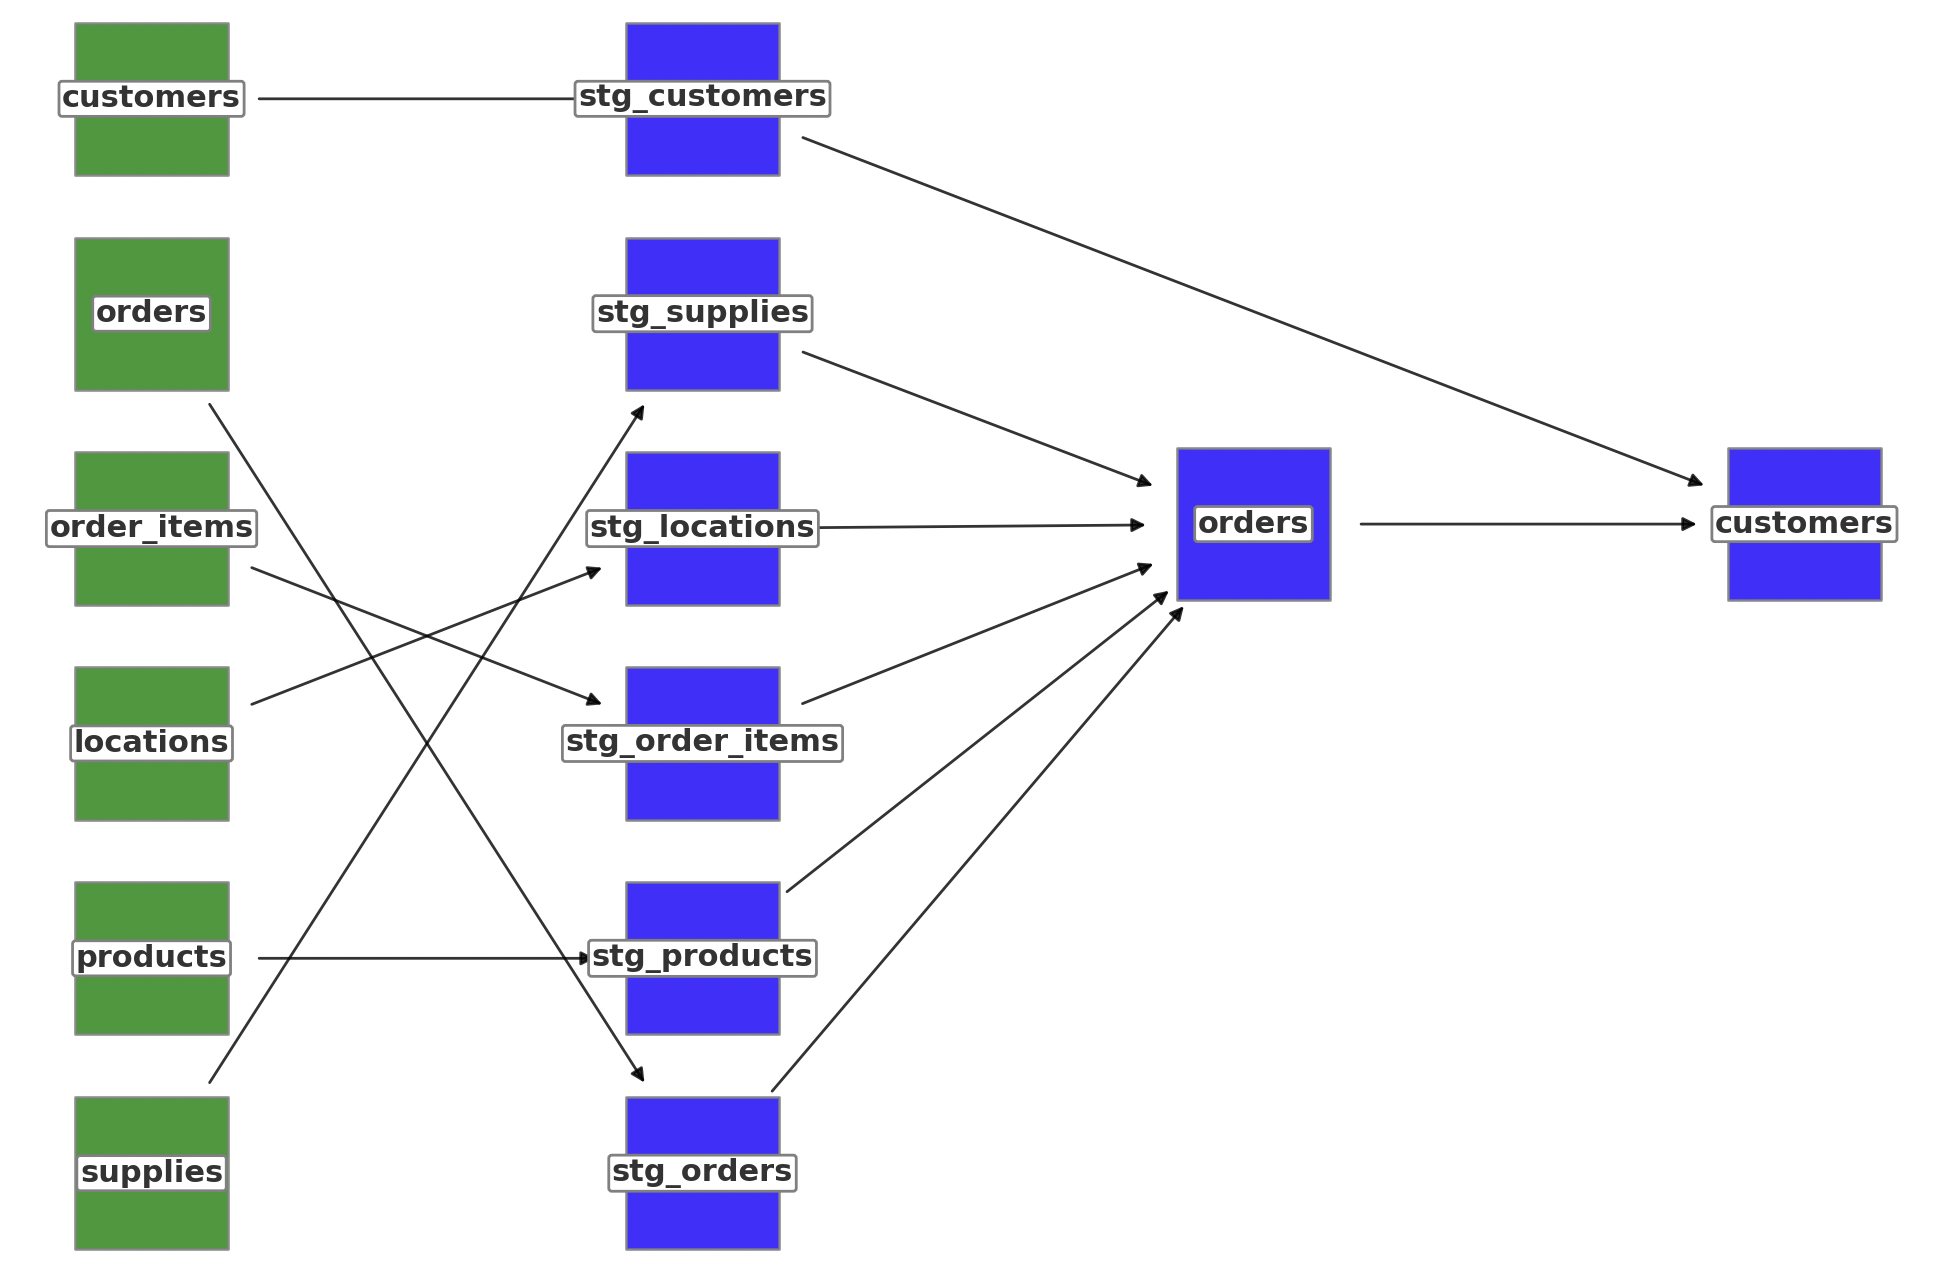 customers
stg_customers
orders
stg_supplies
order_items
stg_locations
orders
customers
locations
stg_order_items
products
stg_products
supplies
stg_orders